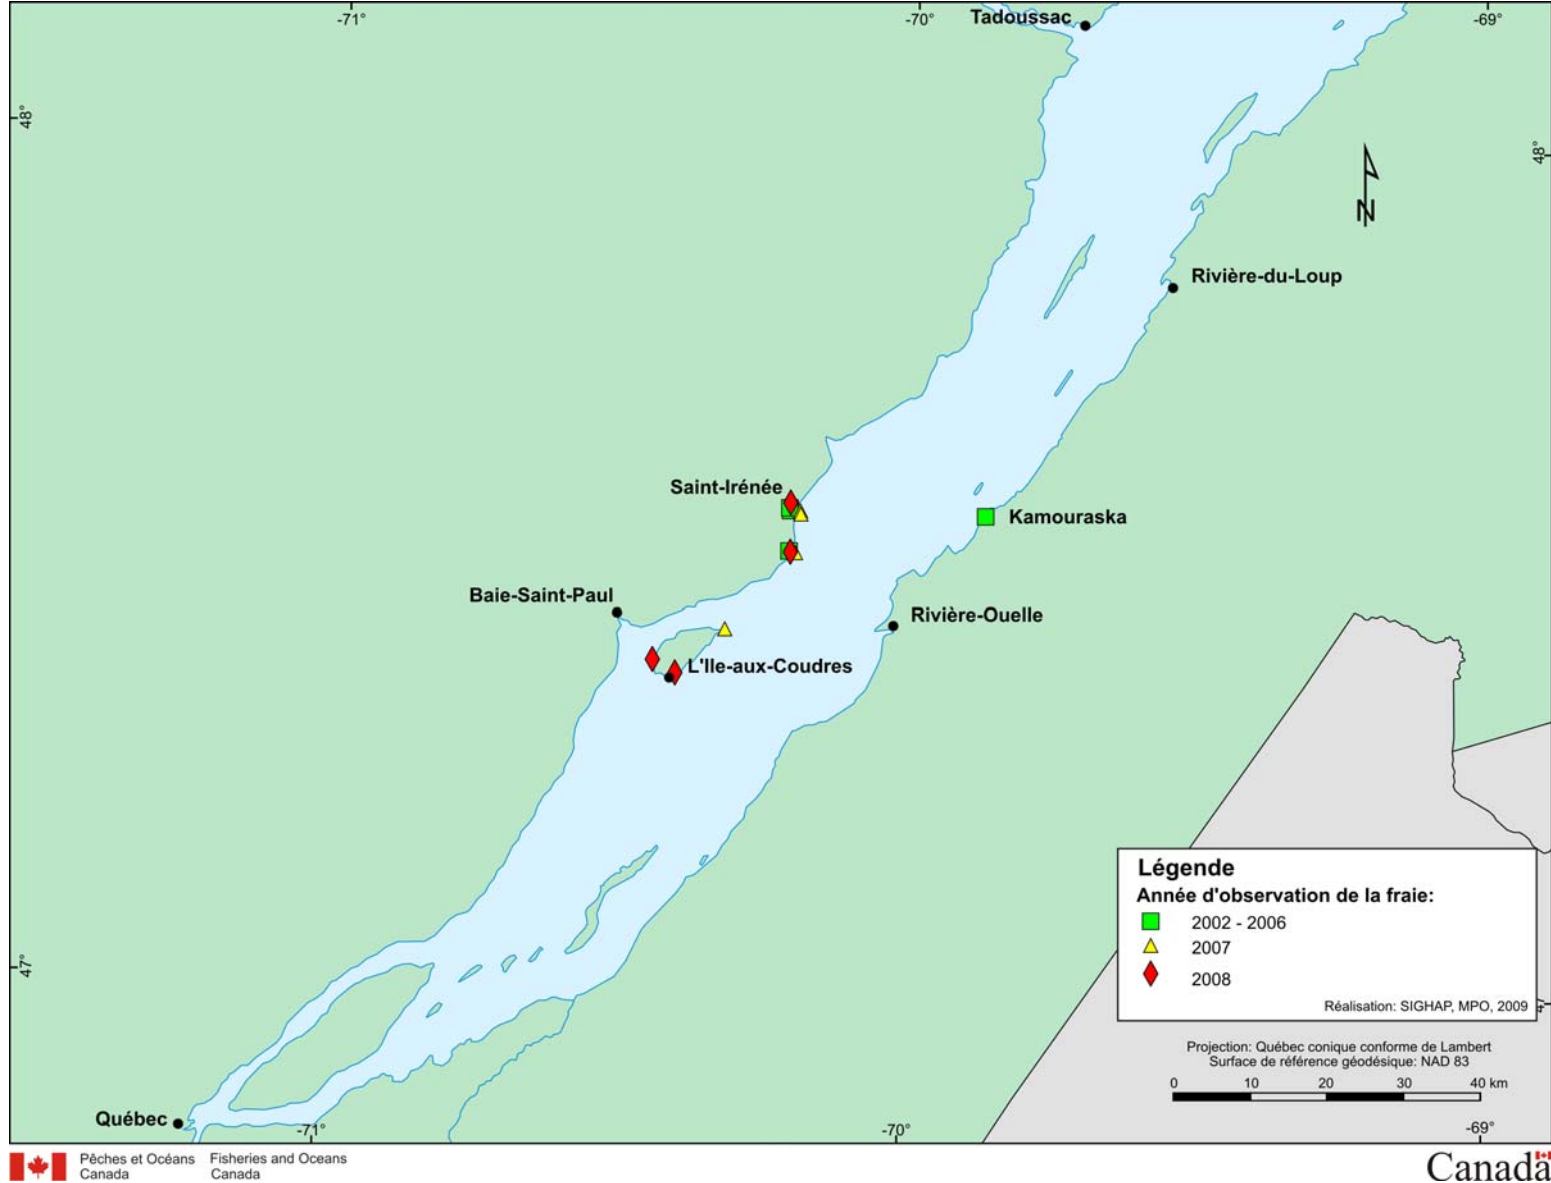 -71°
-70°
-69°
Tadoussac
48°
48°
N
Rivière-du-Loup
Saint-Irénée
Kamouraska
Baie-Saint-Paul
Rivière-Ouelle
L'Ile-aux-Coudres
Légende
Année d'observation de la fraie:
2002 - 2006
2007
2008
Réalisation: SIGHAP, MPO, 2009
47°
Projection: Québec conique conforme de Lambert
Surface de référence géodésique: NAD 83
0 10 20 30 40 km
Québec
-71°
-70°
-69°
Pêches et Océans Canada
Fisheries and Oceans Canada
Canada